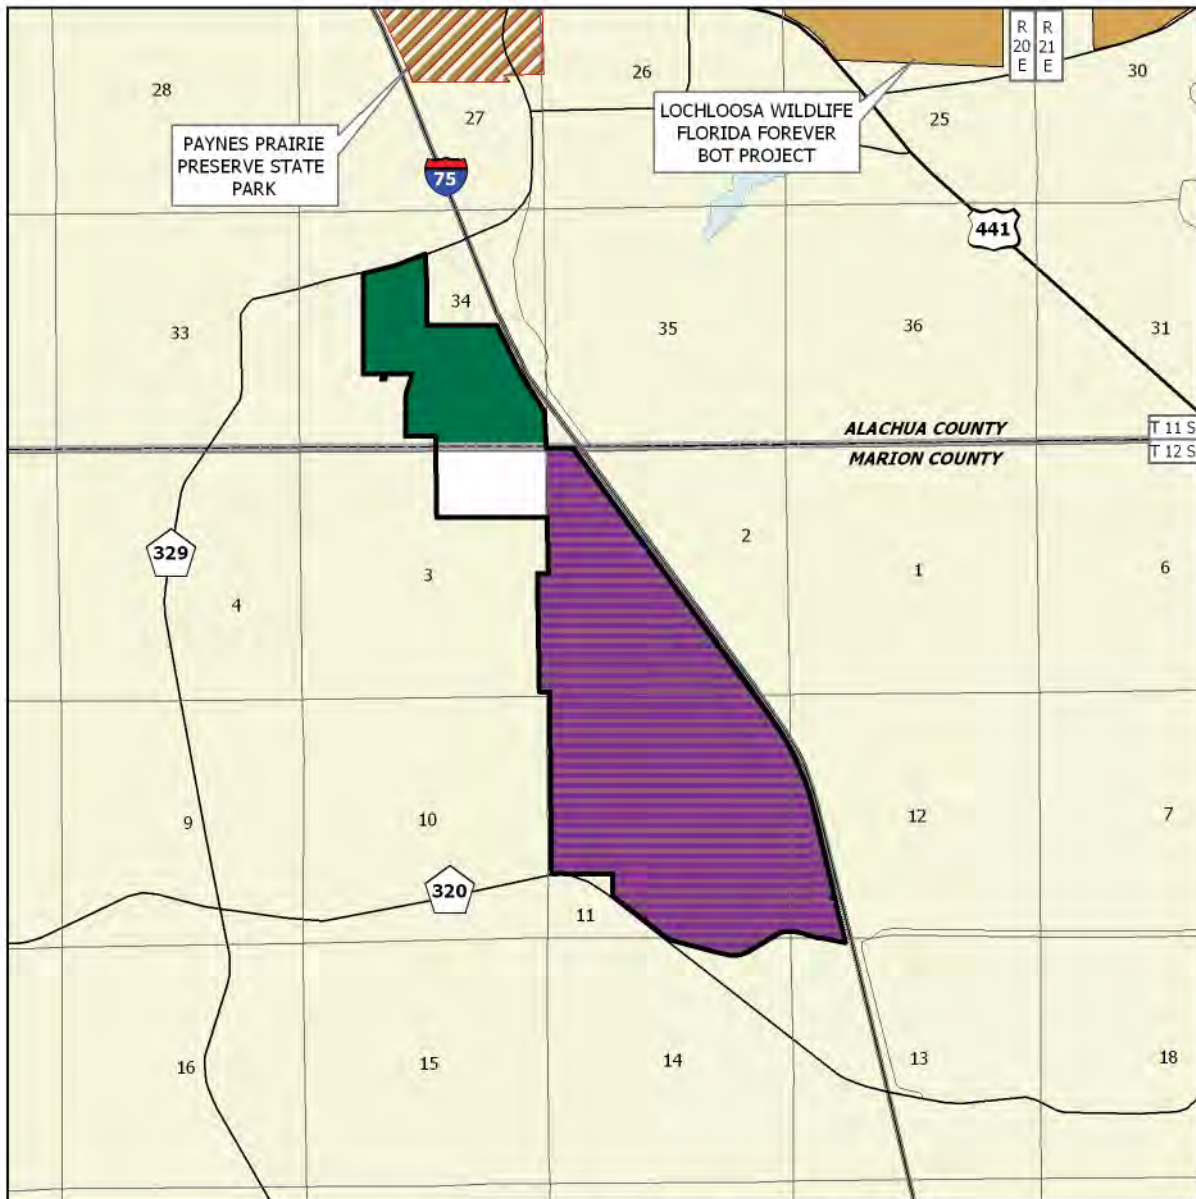 R
20
E
R
21
E
28
26
30
27
25
PAYNES PRAIRIE
PRESERVE STATE
PARK
LOCHLOOSA WILDLIFE
FLORIDA FOREVER
BOT PROJECT
75
441
34
33
35
36
31
ALACHUA COUNTY
MARION COUNTY
T 11 S
T 12 S
329
2
3
1
6
4
9
10
12
7
320
11
16
15
14
13
18